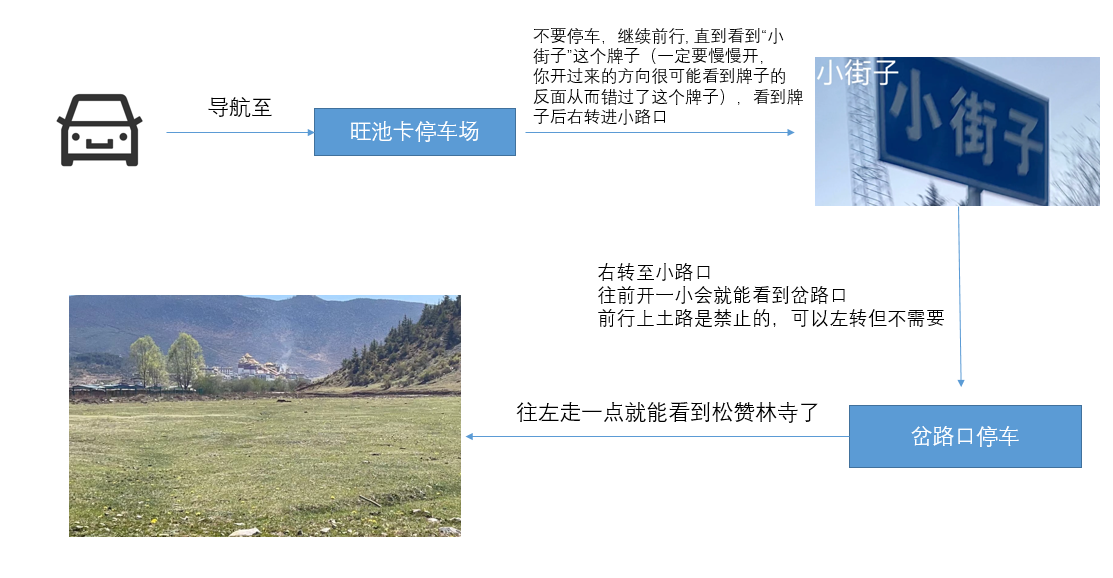 导航至
旺池卡停车场
不要停车，继续前行, 直到看到“小
街子”这个牌子（一定要慢慢开，
你开过来的方向很可能看到牌子的
反面从而错过了这个牌子），看到牌
子后右转进小路口
小街子
小街子
右转至小路口
往前开一小会就能看到岔路口
前行上土路是禁止的，可以左转但不需要
岔路口停车
往左走一点就能看到松赞林寺了